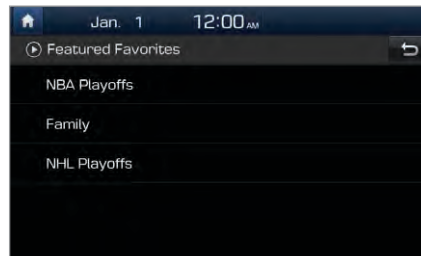 Jan. 1 12:00 AM
Featured Favorites
NBA Playoffs
Family
NHL Playoffs